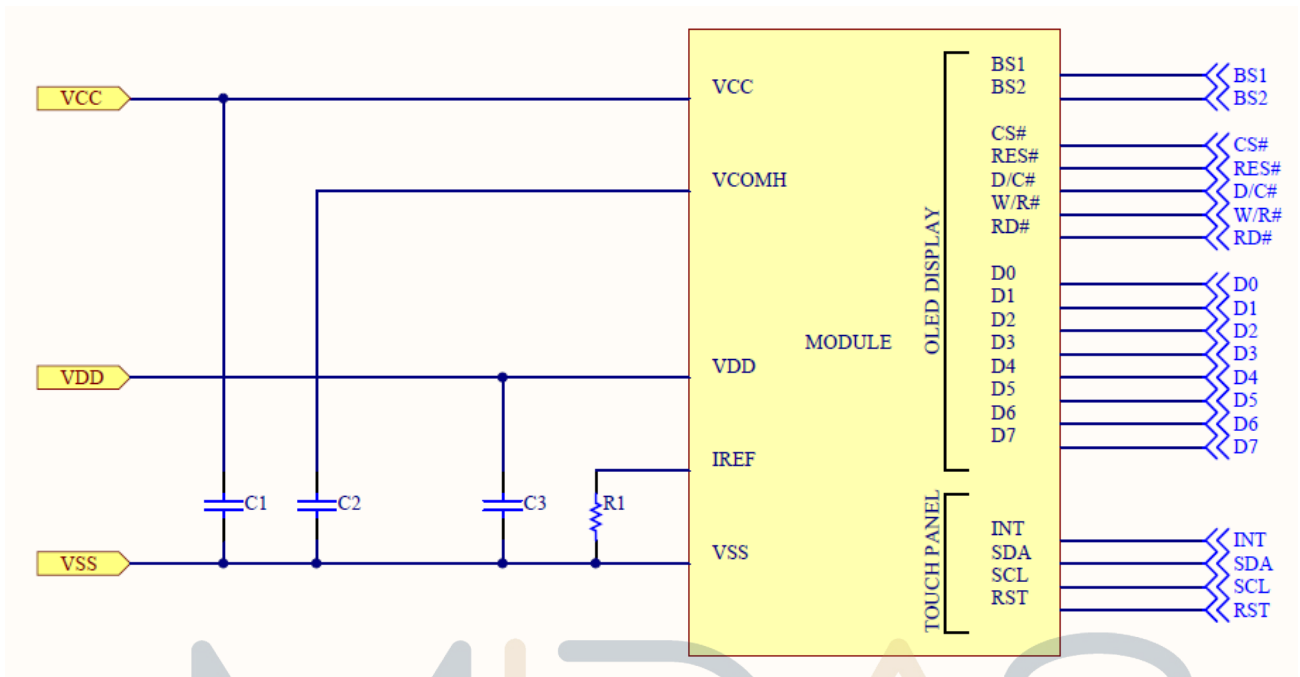 VCC
VDD
VSS
C1
C2
C3
R1
VCC
VCOMH
VDD
IREF
VSS
MODULE
OLED DISPLAY
TOUCH PANEL
BS1
BS2
CS#
RES#
D/C#
W/R#
RD#
D0
D1
D2
D3
D4
D5
D6
D7
INT
SDA
SCL
RST
BS1
BS2
CS#
RES#
D/C#
W/R#
RD#
D0
D1
D2
D3
D4
D5
D6
D7
INT
SDA
SCL
RST